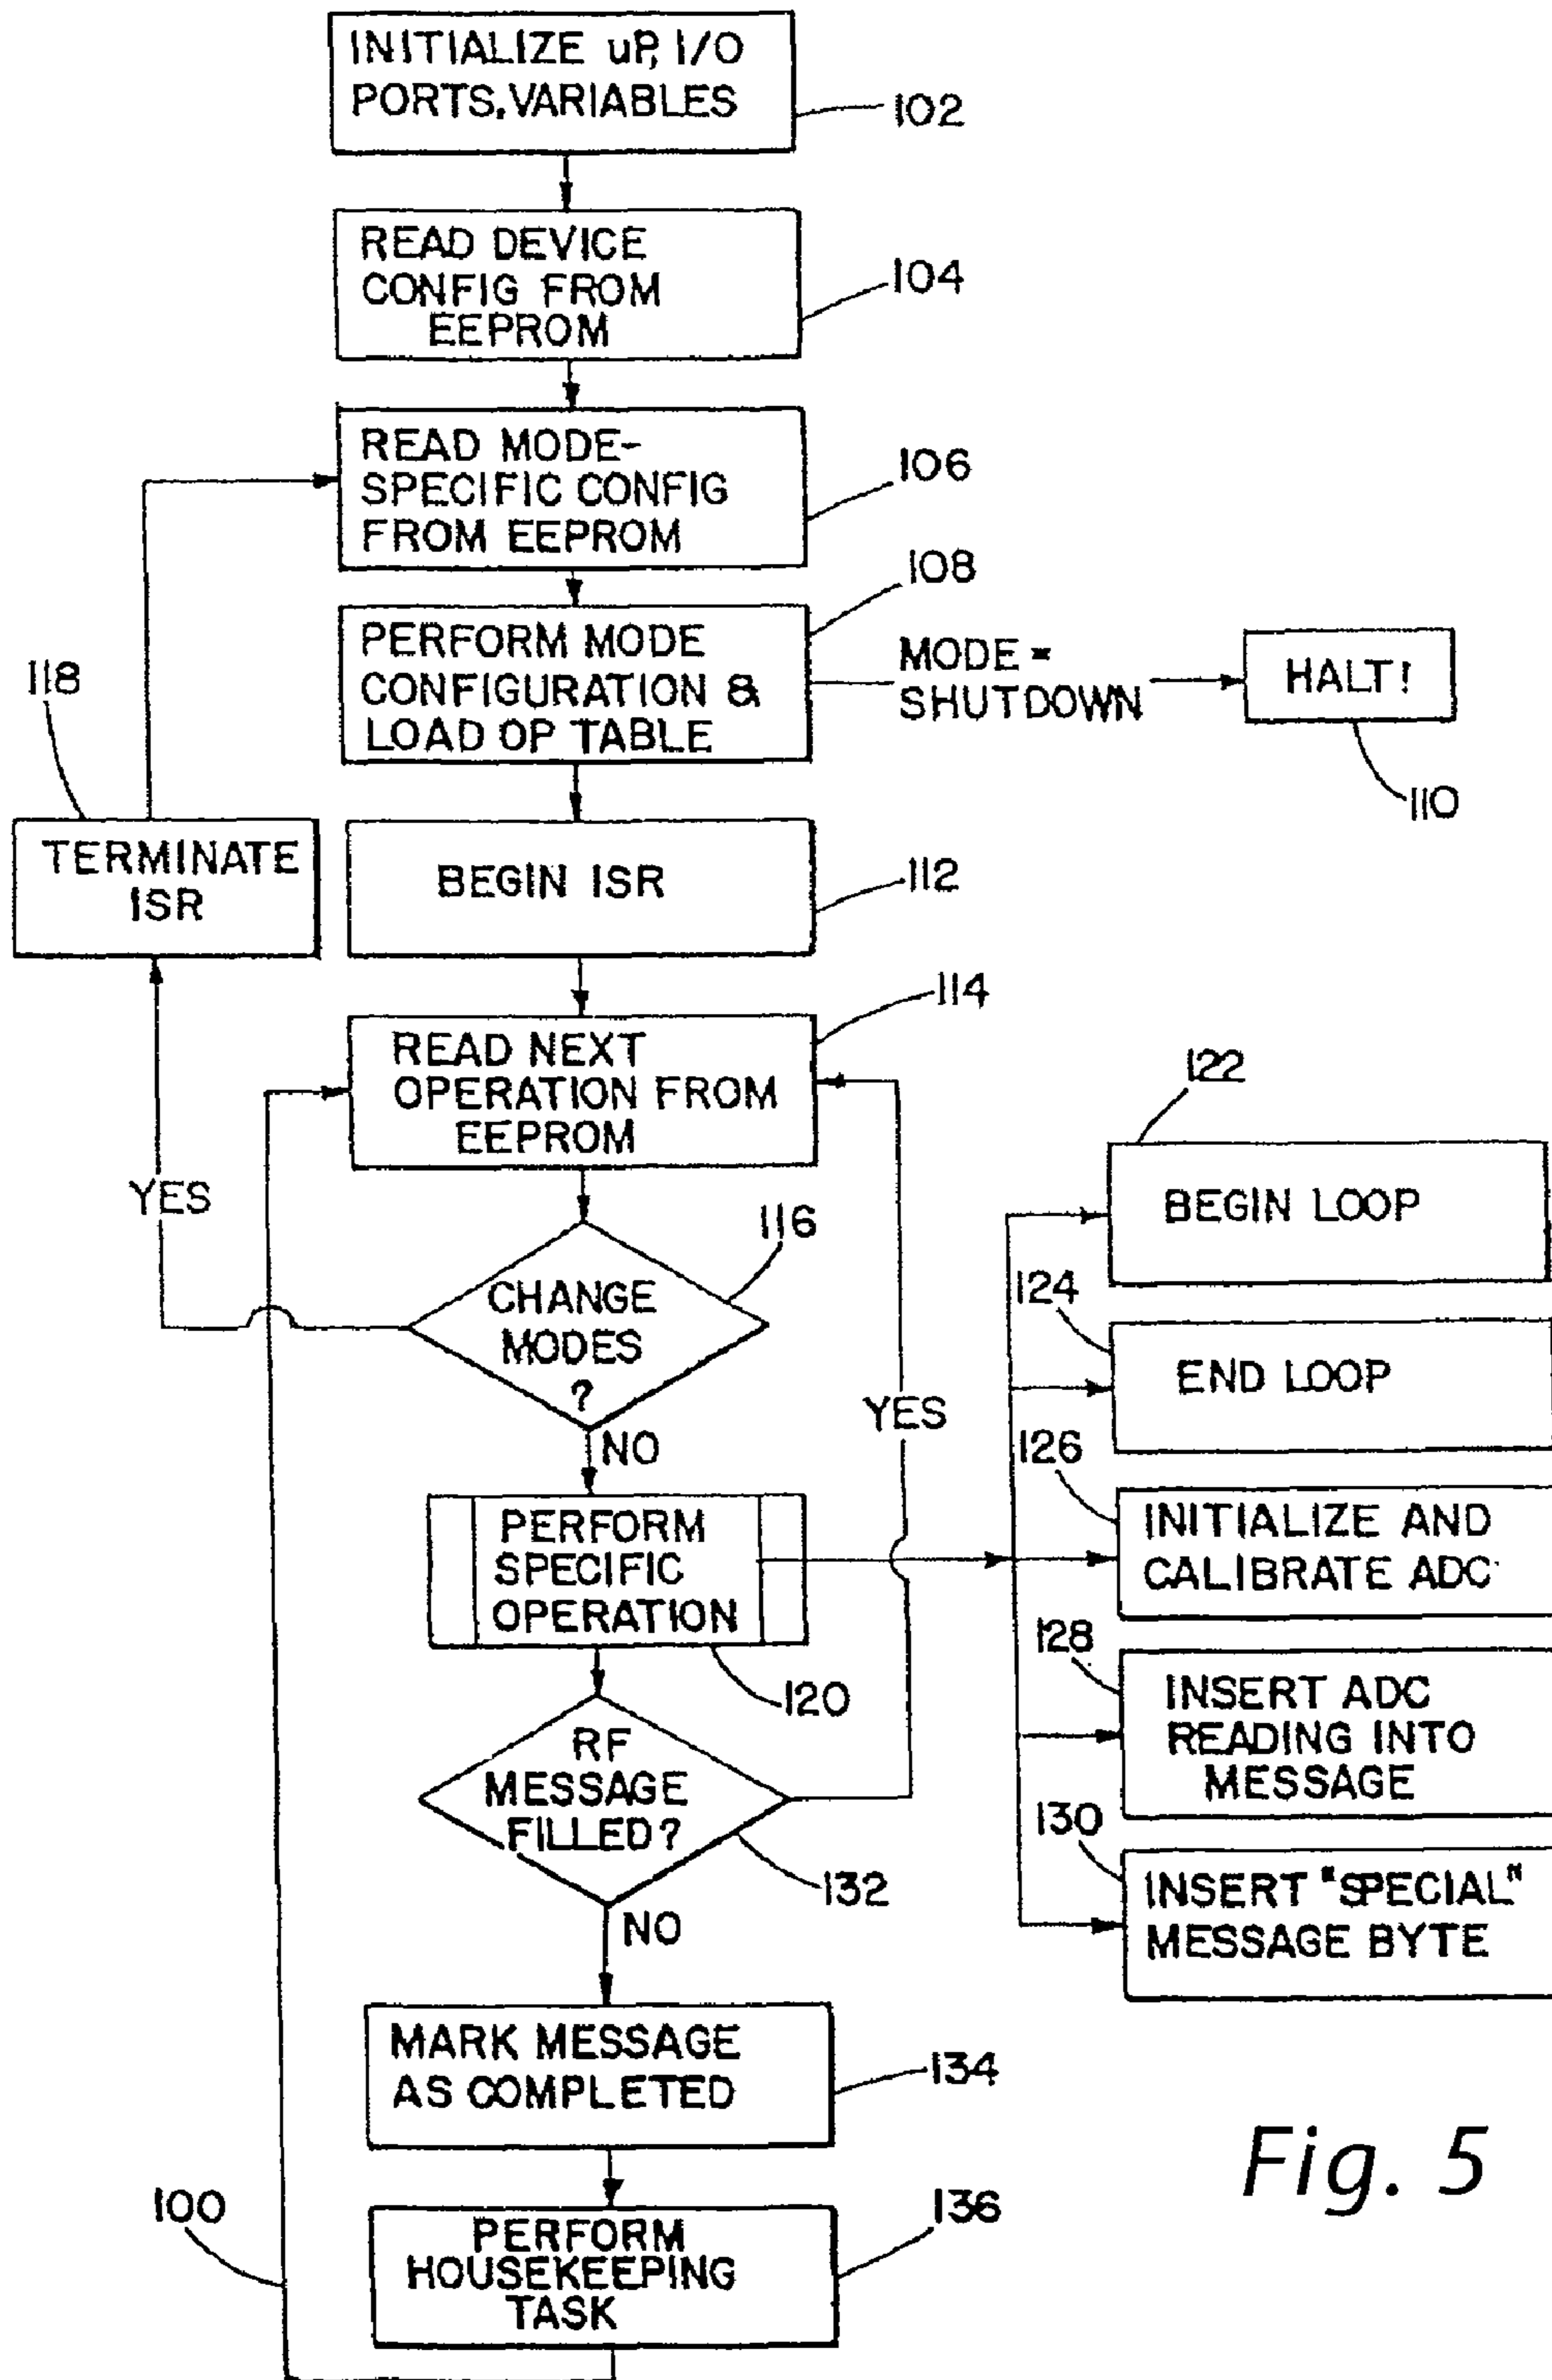 INITIALIZE uP, I/O
PORTS, VARIABLES
102
READ DEVICE
CONFIG FROM
EEPROM
104
READ MODE-
SPECIFIC CONFIG
FROM EEPROM
106
PERFORM MODE
CONFIGURATION &
LOAD OP TABLE
108
MODE =
SHUTDOWN
HALT!
110
118
TERMINATE
ISR
BEGIN ISR
112
READ NEXT
OPERATION FROM
EEPROM
114
YES
CHANGE
MODES
?
116
NO
YES
PERFORM
SPECIFIC
OPERATION
120
122
BEGIN LOOP
124
END LOOP
126
INITIALIZE AND
CALIBRATE ADC
128
INSERT ADC
READING INTO
MESSAGE
130
INSERT "SPECIAL"
MESSAGE BYTE
RF
MESSAGE
FILLED?
132
NO
MARK MESSAGE
AS COMPLETED
134
PERFORM
HOUSEKEEPING
TASK
136
100
Fig. 5